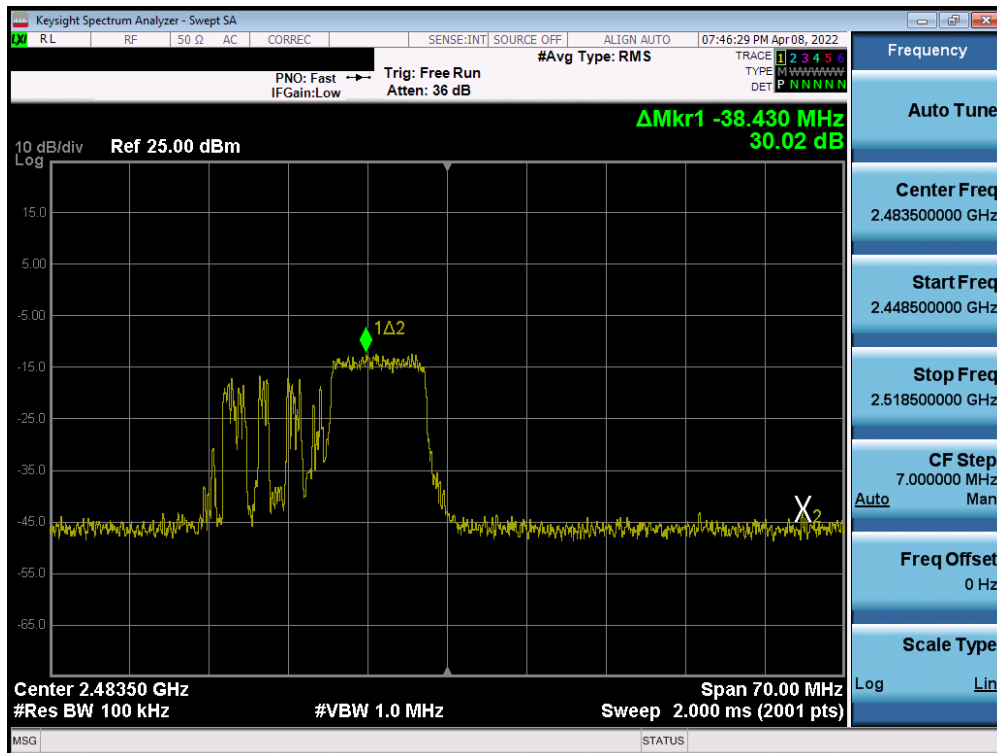 Keysight Spectrum Analyzer - Swept SA
LXI RL RF 50 Ω AC CORREC SENSE:INT SOURCE OFF ALIGN AUTO 07:46:29 PM Apr 08, 2022
#Avg Type: RMS
TRACE 1 2 3 4 5 6
PNO: Fast Trig: Free Run
TYPE M WWWWW
IFGain:Low Atten: 36 dB
DET P N N N N N
ΔMkr1 -38.430 MHz
30.02 dB
10 dB/div Ref 25.00 dBm
Log
15.0
5.00
-5.00
1Δ2
-15.0
-25.0
-35.0
-45.0
X2
-55.0
-65.0
Center 2.48350 GHz Span 70.00 MHz
#Res BW 100 kHz #VBW 1.0 MHz Sweep 2.000 ms (2001 pts)
MSG STATUS
Frequency
Auto Tune
Center Freq
2.483500000 GHz
Start Freq
2.448500000 GHz
Stop Freq
2.518500000 GHz
CF Step
7.000000 MHz
Auto Man
Freq Offset
0 Hz
Scale Type
Log Lin